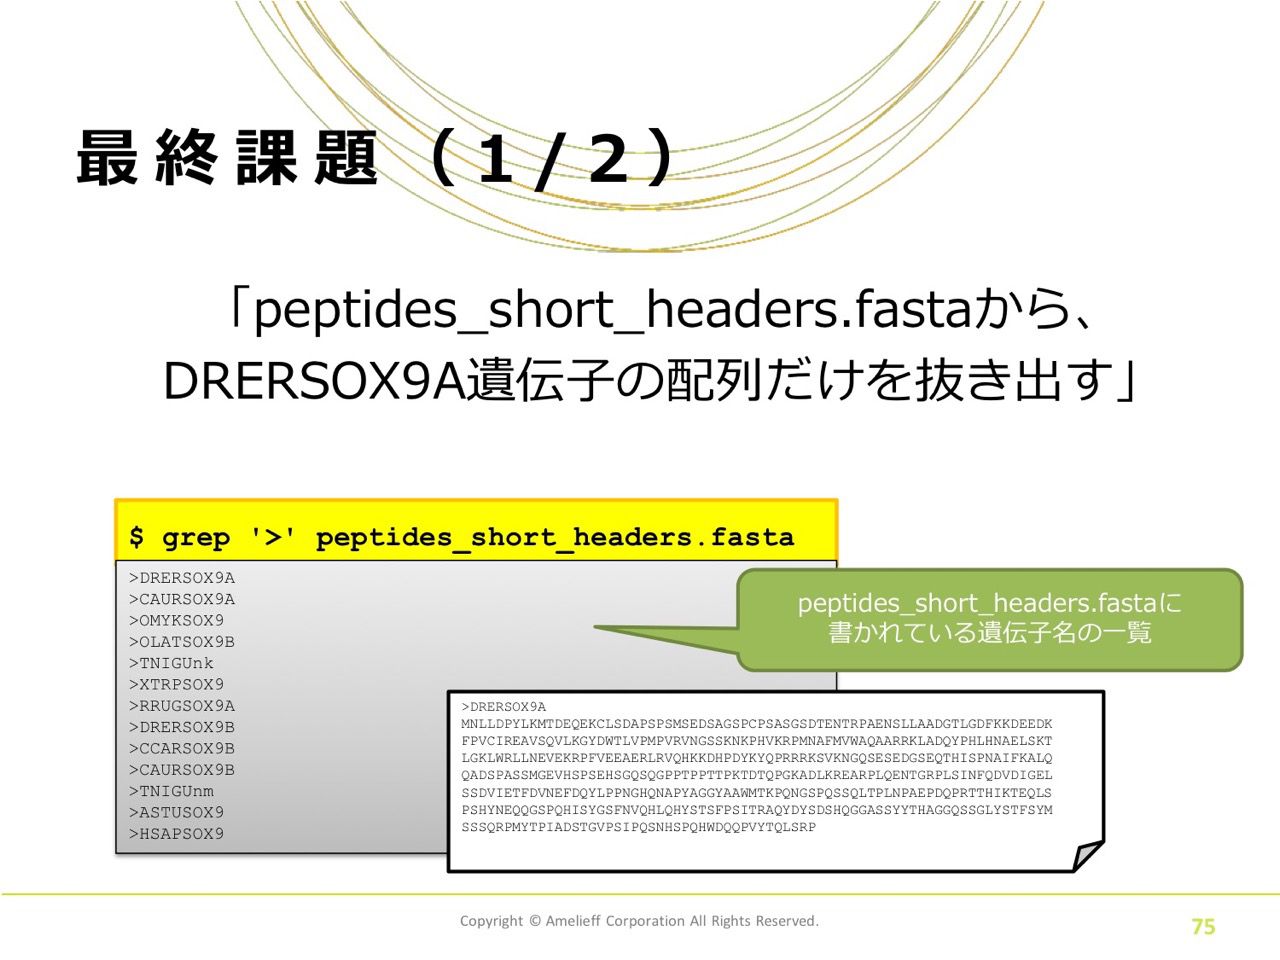 最終課題（1/2）
「peptides_short_headers.fastaから、
DRERSOX9A遺伝子の配列だけを抜き出す」
$ grep '>' peptides_short_headers.fasta
>DRERSOX9A
>CAURSOX9A
>OMYKSOX9
>OLATSOX9B
>TNIGUnk
>XTRPSOX9
>RRUGSOX9A
>DRERSOX9B
>CCARSOX9B
>CAURSOX9B
>TNIGUnm
>ASTUSOX9
>HSAPSOX9
peptides_short_headers.fastaに
書かれている遺伝子名の一覧
>DRERSOX9A
MNLLDPYLKMTDEQEKCLSDAPSPSMSEDSAGSPCPSASGSDTENTRPAENSLLAADGTLGDFKKDEEDK
FPVCIREAVSQVLKGYDWTLVPMPVRVNGSSKNKPHVKRPMNAFMVWAQAARRKLADQYPHLHNAELSKT
LGKLWRLLNEVEKRPFVEEAERLRVQHKKDHPDYKYQPRRRKSVKNGQSESEDGSEQTHISPNAIFKALQ
QADSPASSMGEVHSPSEHSGQSQGPPTPPTTPKTDTQPGKADLKREARPLQENTGRPLSINFQDVDIGEL
SSDVIETFDVNEFDQYLPPNGHQNAPYAGGYAAWMTKPQNGSPQSSQLTPLNPAEPDQPRTTHIKTEQLS
PSHYNEQQGSPQHISYGSFNVQHLQHYSTSFPSITRAQYDYSDSHQGGASSYYTHAGGQSSGLYSTFSYM
SSSQRPMYTPIADSTGVPSIPQSNHSPQHWDQQPVYTQLSRP
Copyright © Amelieff Corporation All Rights Reserved.
75